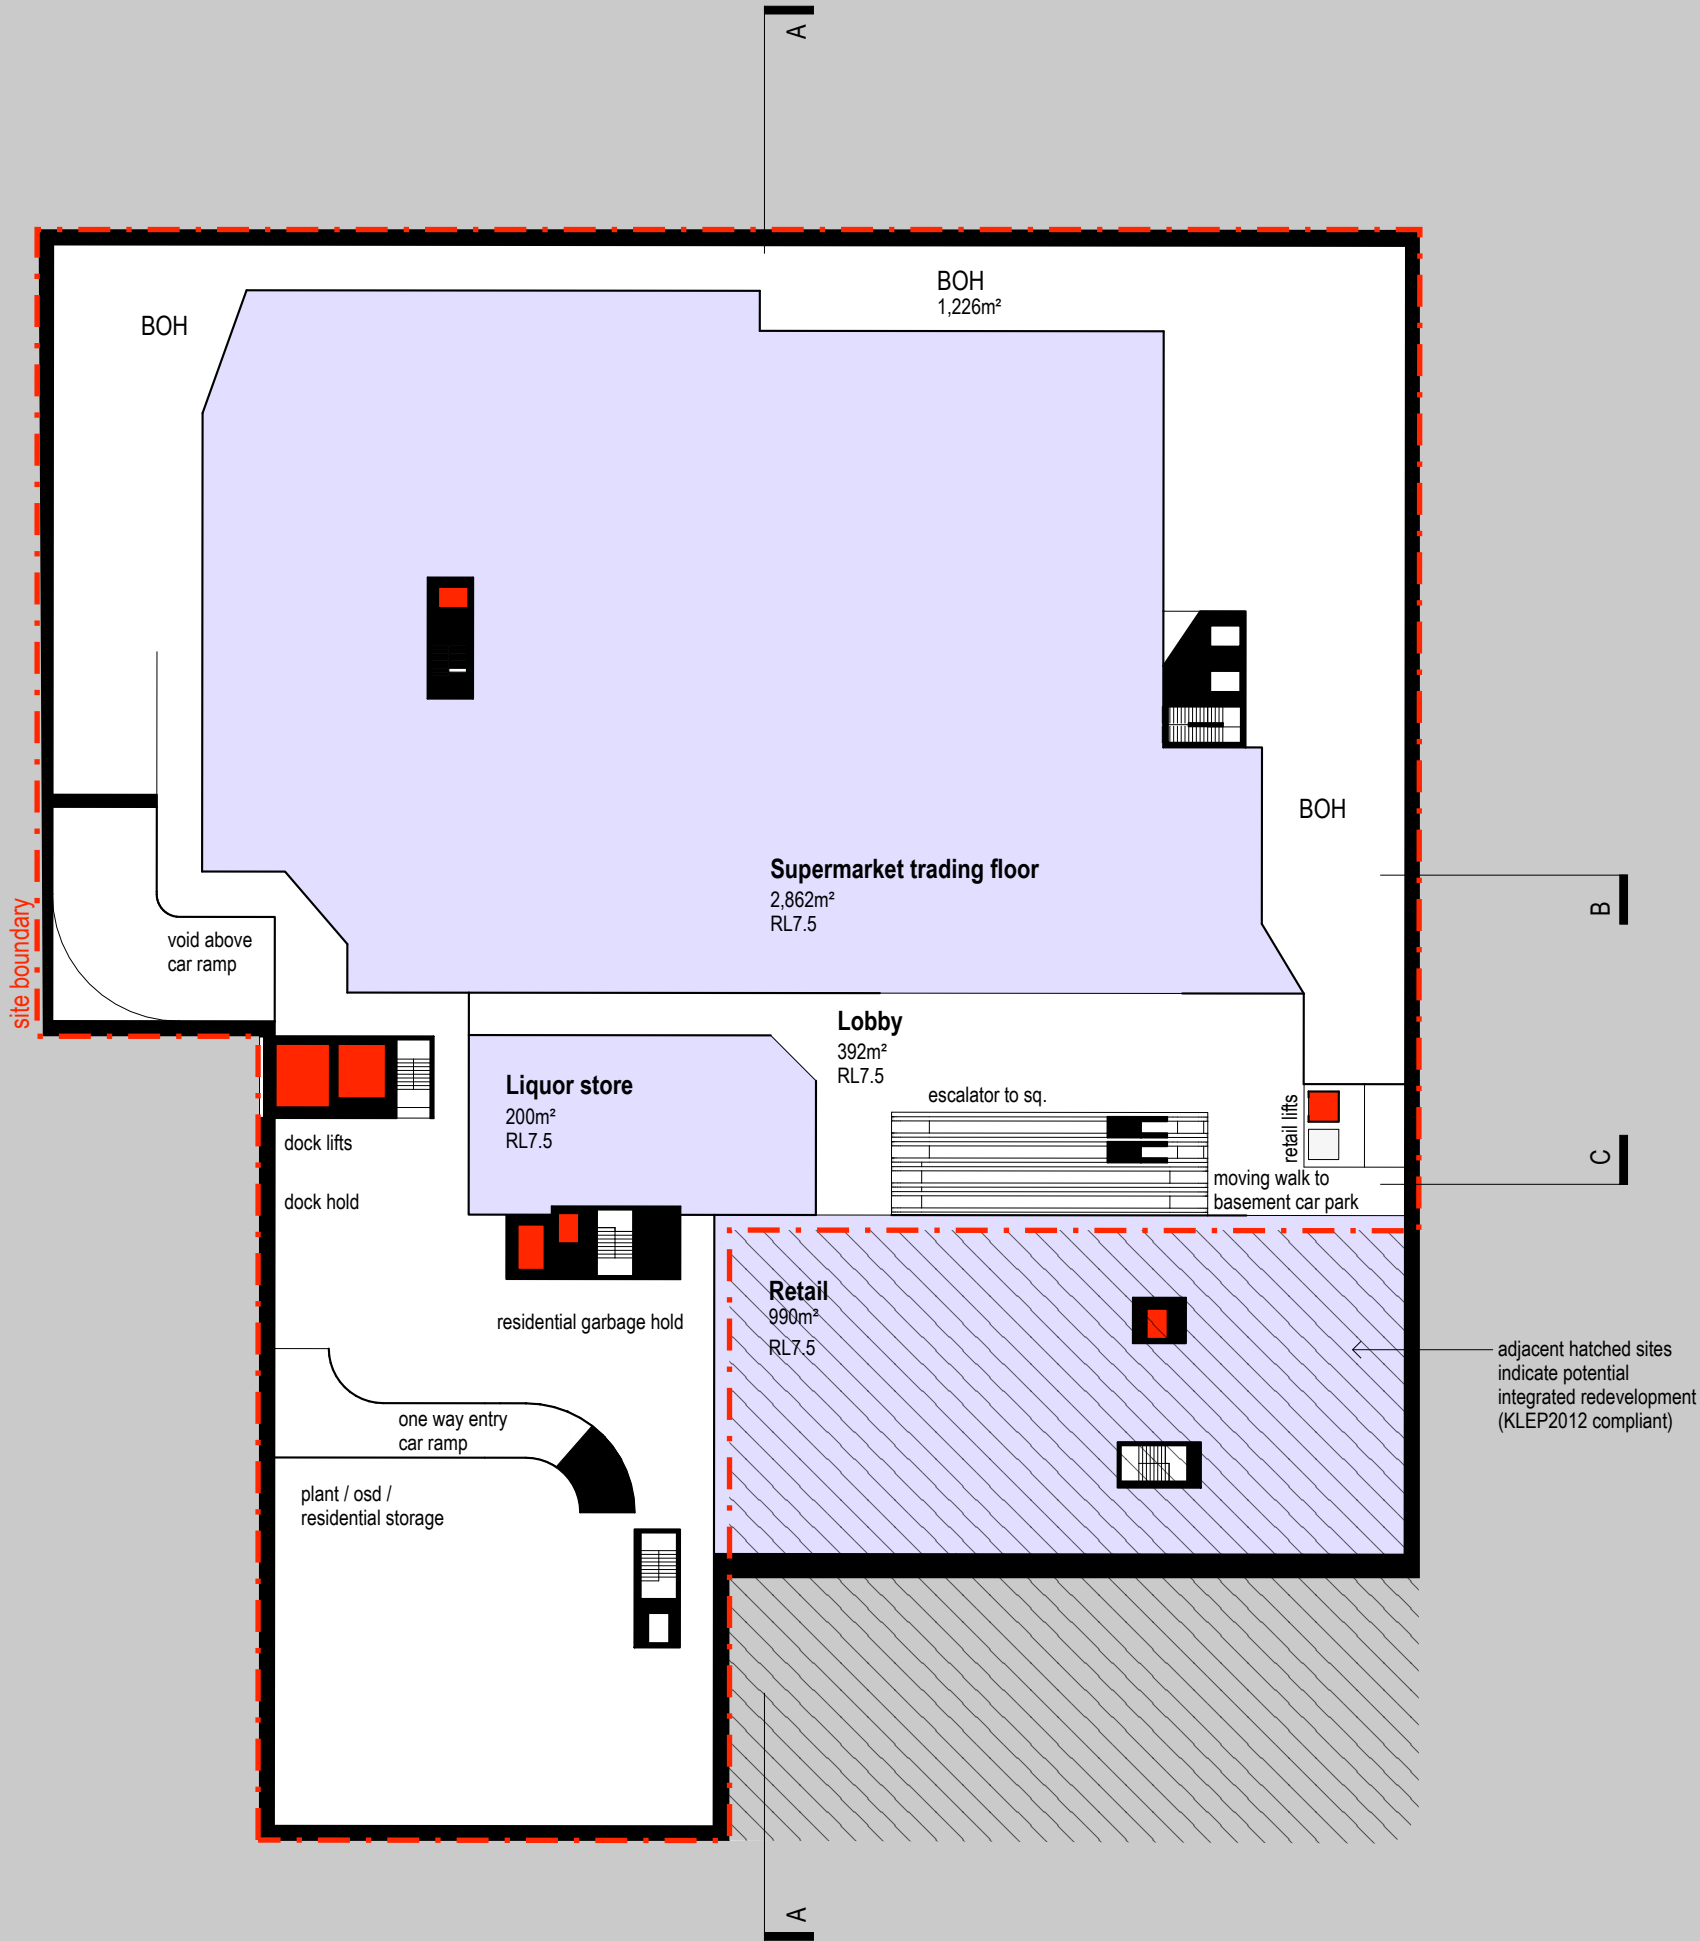 A
BOH
1,226m²
BOH
BOH
Supermarket trading floor
2,862m²
RL7.5
B
site boundary
void above
car ramp
Lobby
392m²
RL7.5
Liquor store
200m²
RL7.5
escalator to sq.
retail lifts
dock lifts
C
moving walk to
basement car park
dock hold
Retail
990m²
RL7.5
residential garbage hold
adjacent hatched sites
indicate potential
integrated redevelopment
(KLEP2012 compliant)
one way entry
car ramp
plant / osd /
residential storage
A